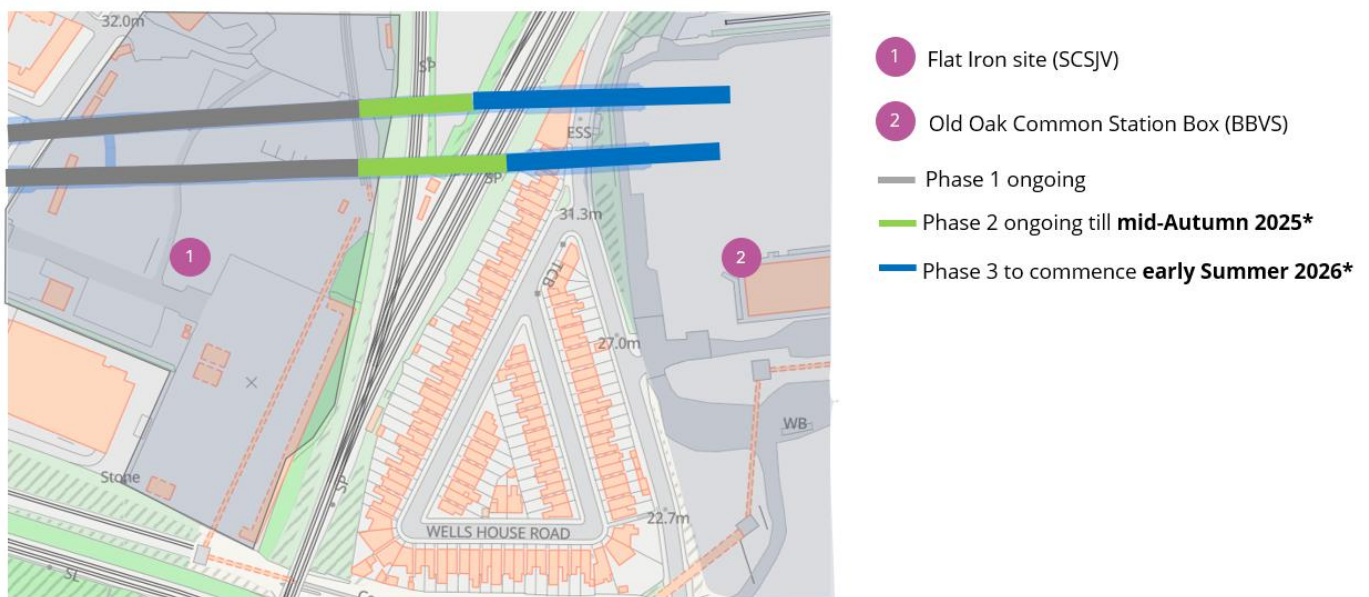 32.0m
SP
ESS
SP
31.3m
TCB
1
2
27.0m
WB
Stone
SP
22.7m
WELLS HOUSE ROAD
SL
1 Flat Iron site (SCSJV)
2 Old Oak Common Station Box (BBVS)
Phase 1 ongoing
Phase 2 ongoing till mid-Autumn 2025*
Phase 3 to commence early Summer 2026*